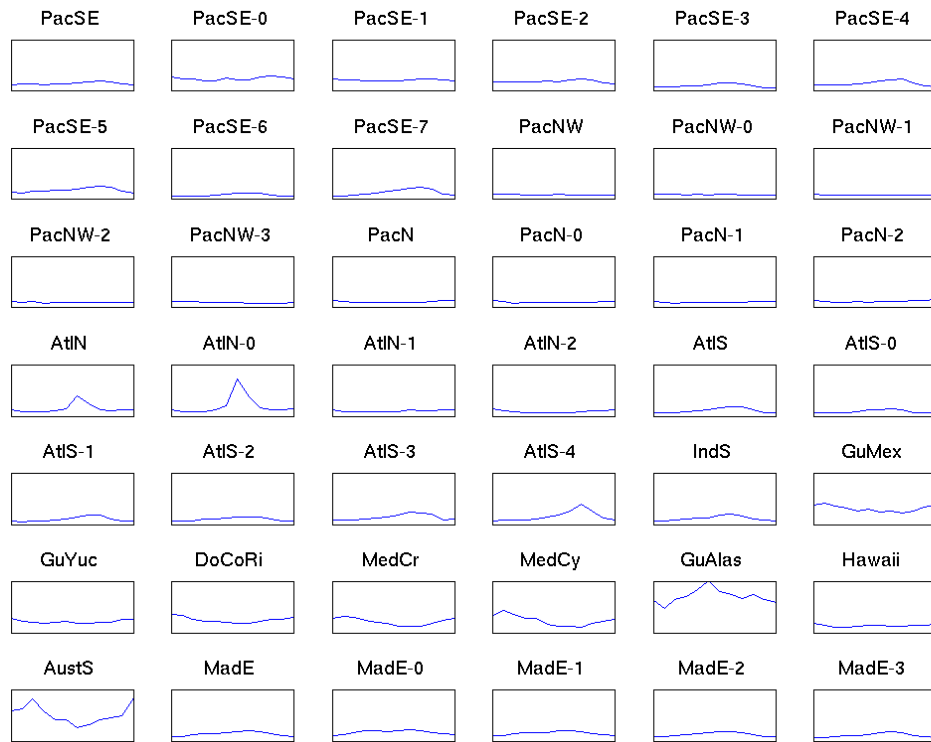 PacSE PacSE-0 PacSE-1 PacSE-2 PacSE-3 PacSE-4
PacSE-5 PacSE-6 PacSE-7 PacNW PacNW-0 PacNW-1
PacNW-2 PacNW-3 PacN PacN-0 PacN-1 PacN-2
AtlN AtlN-0 AtlN-1 AtlN-2 AtlS AtlS-0
AtlS-1 AtlS-2 AtlS-3 AtlS-4 IndS GuMex
GuYuc DoCoRi MedCr MedCy GuAlas Hawaii
AustS MadE MadE-0 MadE-1 MadE-2 MadE-3